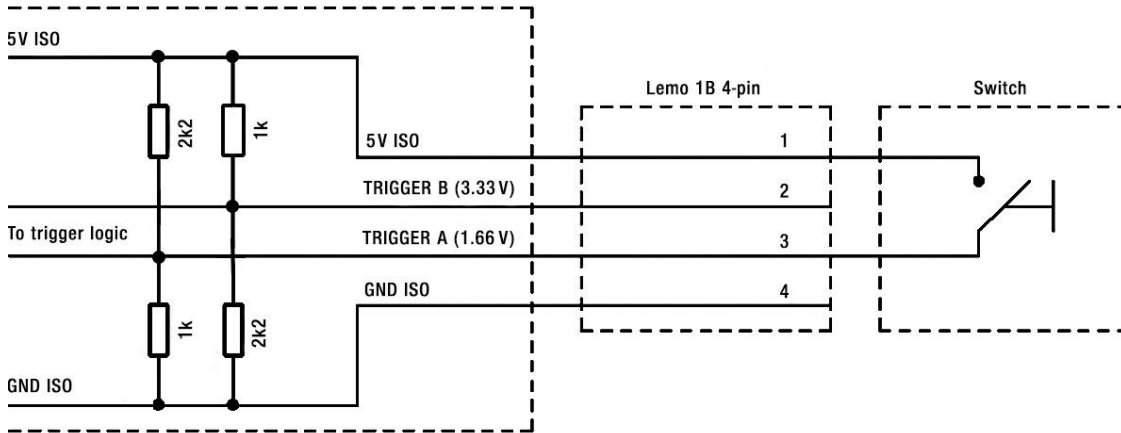 5V ISO
Lemo 1B 4-pin
Switch
2k2
1k
5V ISO
1
TRIGGER B (3.33 V)
2
To trigger logic
TRIGGER A (1.66 V)
3
GND ISO
4
1k
2k2
GND ISO